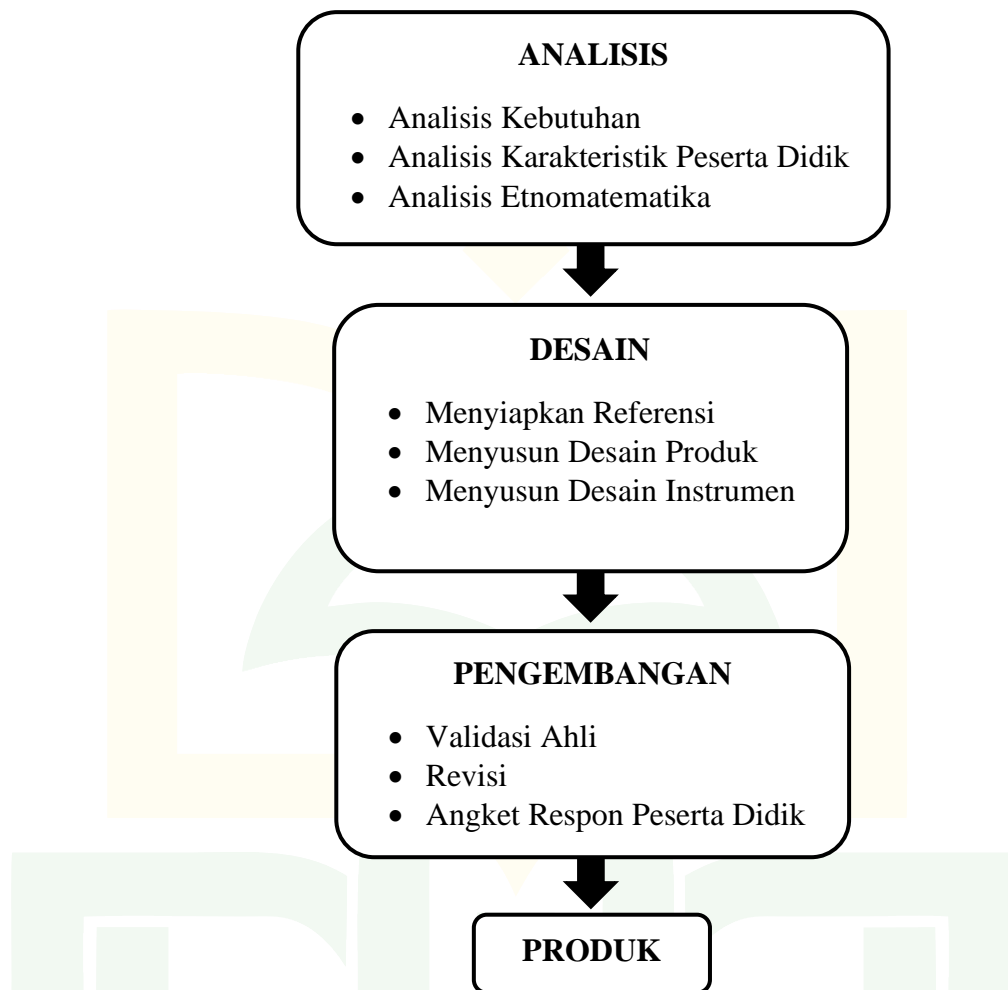 ANALISIS
• Analisis Kebutuhan
• Analisis Karakteristik Peserta Didik
• Analisis Etnomatematika
DESAIN
• Menyiapkan Referensi
• Menyusun Desain Produk
• Menyusun Desain Instrumen
PENGEMBANGAN
• Validasi Ahli
• Revisi
• Angket Respon Peserta Didik
PRODUK